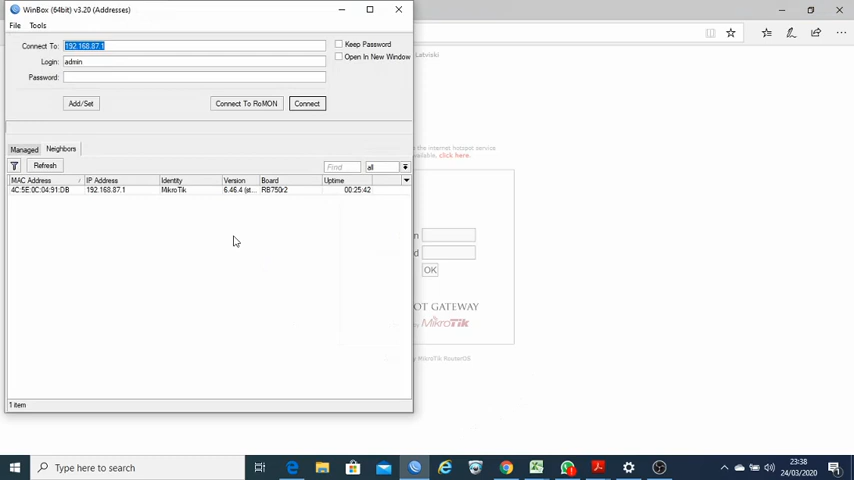 WinBox (64bit) v3.20 (Addresses)
File Tools
Connect To: 192.168.87.1
Keep Password
Login: admin
Open In New Window
Password:
Add/Set
Connect To RoMON
Connect
Managed
Neighbors
Refresh
Find
all
MAC Address / IP Address Identity Version Board Uptime
4C:5E:0C:04:91:DB 192.168.87.1 MikroTik 6.46.4 (st... RB750r2 00:25:42
1 item
Latviski
the internet hotspot service
available, click here.
n
d
OK
OT GATEWAY
MikroTik
by MikroTik RouterOS
Type here to search
23:38
24/03/2020